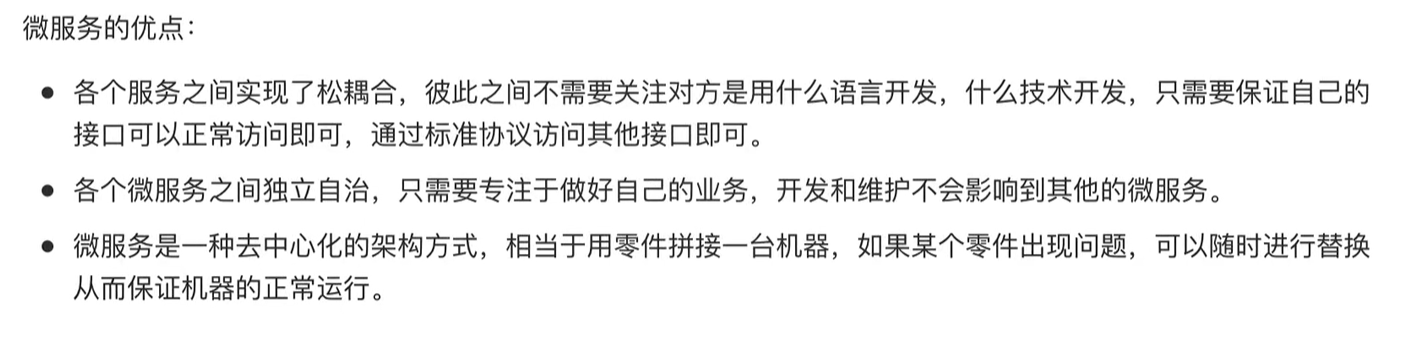 微服务的优点：
• 各个服务之间实现了松耦合，彼此之间不需要关注对方是用什么语言开发，什么技术开发，只需要保证自己的
接口可以正常访问即可，通过标准协议访问其他接口即可。
• 各个微服务之间独立自治，只需要专注于做好自己的业务，开发和维护不会影响到其他的微服务。
• 微服务是一种去中心化的架构方式，相当于用零件拼接一台机器，如果某个零件出现问题，可以随时进行替换
从而保证机器的正常运行。